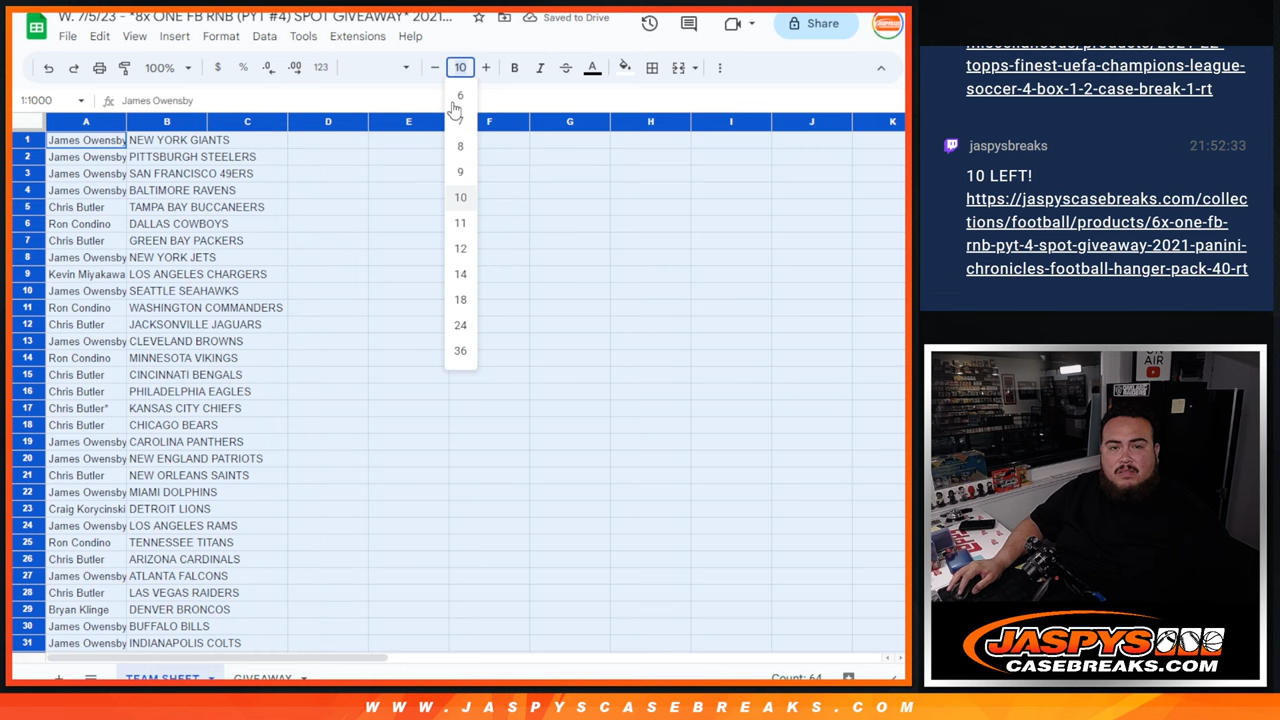 W. 7/5/23 - *8x ONE FB RNB (PYT #4) SPOT GIVEAWAY* 2021...
Saved to Drive
Share
File Edit View Insert Format Data Tools Extensions Help
100% $ % .0 .00 123 − 10 + B I S A
1:1000 fx James Owensby
A B C D E F G H I J K
1 James Owensby NEW YORK GIANTS
2 James Owensby PITTSBURGH STEELERS
3 James Owensby SAN FRANCISCO 49ERS
4 James Owensby BALTIMORE RAVENS
5 Chris Butler TAMPA BAY BUCCANEERS
6 Ron Condino DALLAS COWBOYS
7 Chris Butler GREEN BAY PACKERS
8 James Owensby NEW YORK JETS
9 Kevin Miyakawa LOS ANGELES CHARGERS
10 James Owensby SEATTLE SEAHAWKS
11 Ron Condino WASHINGTON COMMANDERS
12 Chris Butler JACKSONVILLE JAGUARS
13 James Owensby CLEVELAND BROWNS
14 Ron Condino MINNESOTA VIKINGS
15 Chris Butler CINCINNATI BENGALS
16 Chris Butler PHILADELPHIA EAGLES
17 Chris Butler* KANSAS CITY CHIEFS
18 Chris Butler CHICAGO BEARS
19 James Owensby CAROLINA PANTHERS
20 James Owensby NEW ENGLAND PATRIOTS
21 Chris Butler NEW ORLEANS SAINTS
22 James Owensby MIAMI DOLPHINS
23 Craig Korycinski DETROIT LIONS
24 James Owensby LOS ANGELES RAMS
25 Ron Condino TENNESSEE TITANS
26 Chris Butler ARIZONA CARDINALS
27 James Owensby ATLANTA FALCONS
28 Chris Butler LAS VEGAS RAIDERS
29 Bryan Klinge DENVER BRONCOS
30 James Owensby BUFFALO BILLS
31 James Owensby INDIANAPOLIS COLTS
6
7
8
9
10
11
12
14
18
24
36
TEAM SHEET GIVEAWAY Count: 64
miscellaneous/products/2021-22-
topps-finest-uefa-champions-league-
soccer-4-box-1-2-case-break-1-rt
jaspysbreaks 21:52:33
10 LEFT!
https://jaspyscasebreaks.com/collec
tions/football/products/6x-one-fb-
rnb-pyt-4-spot-giveaway-2021-panini-
chronicles-football-hanger-pack-40-rt
ON
AIR
JASPYS
CASEBREAKS.COM
WWW.JASPYSCASEBREAKS.COM